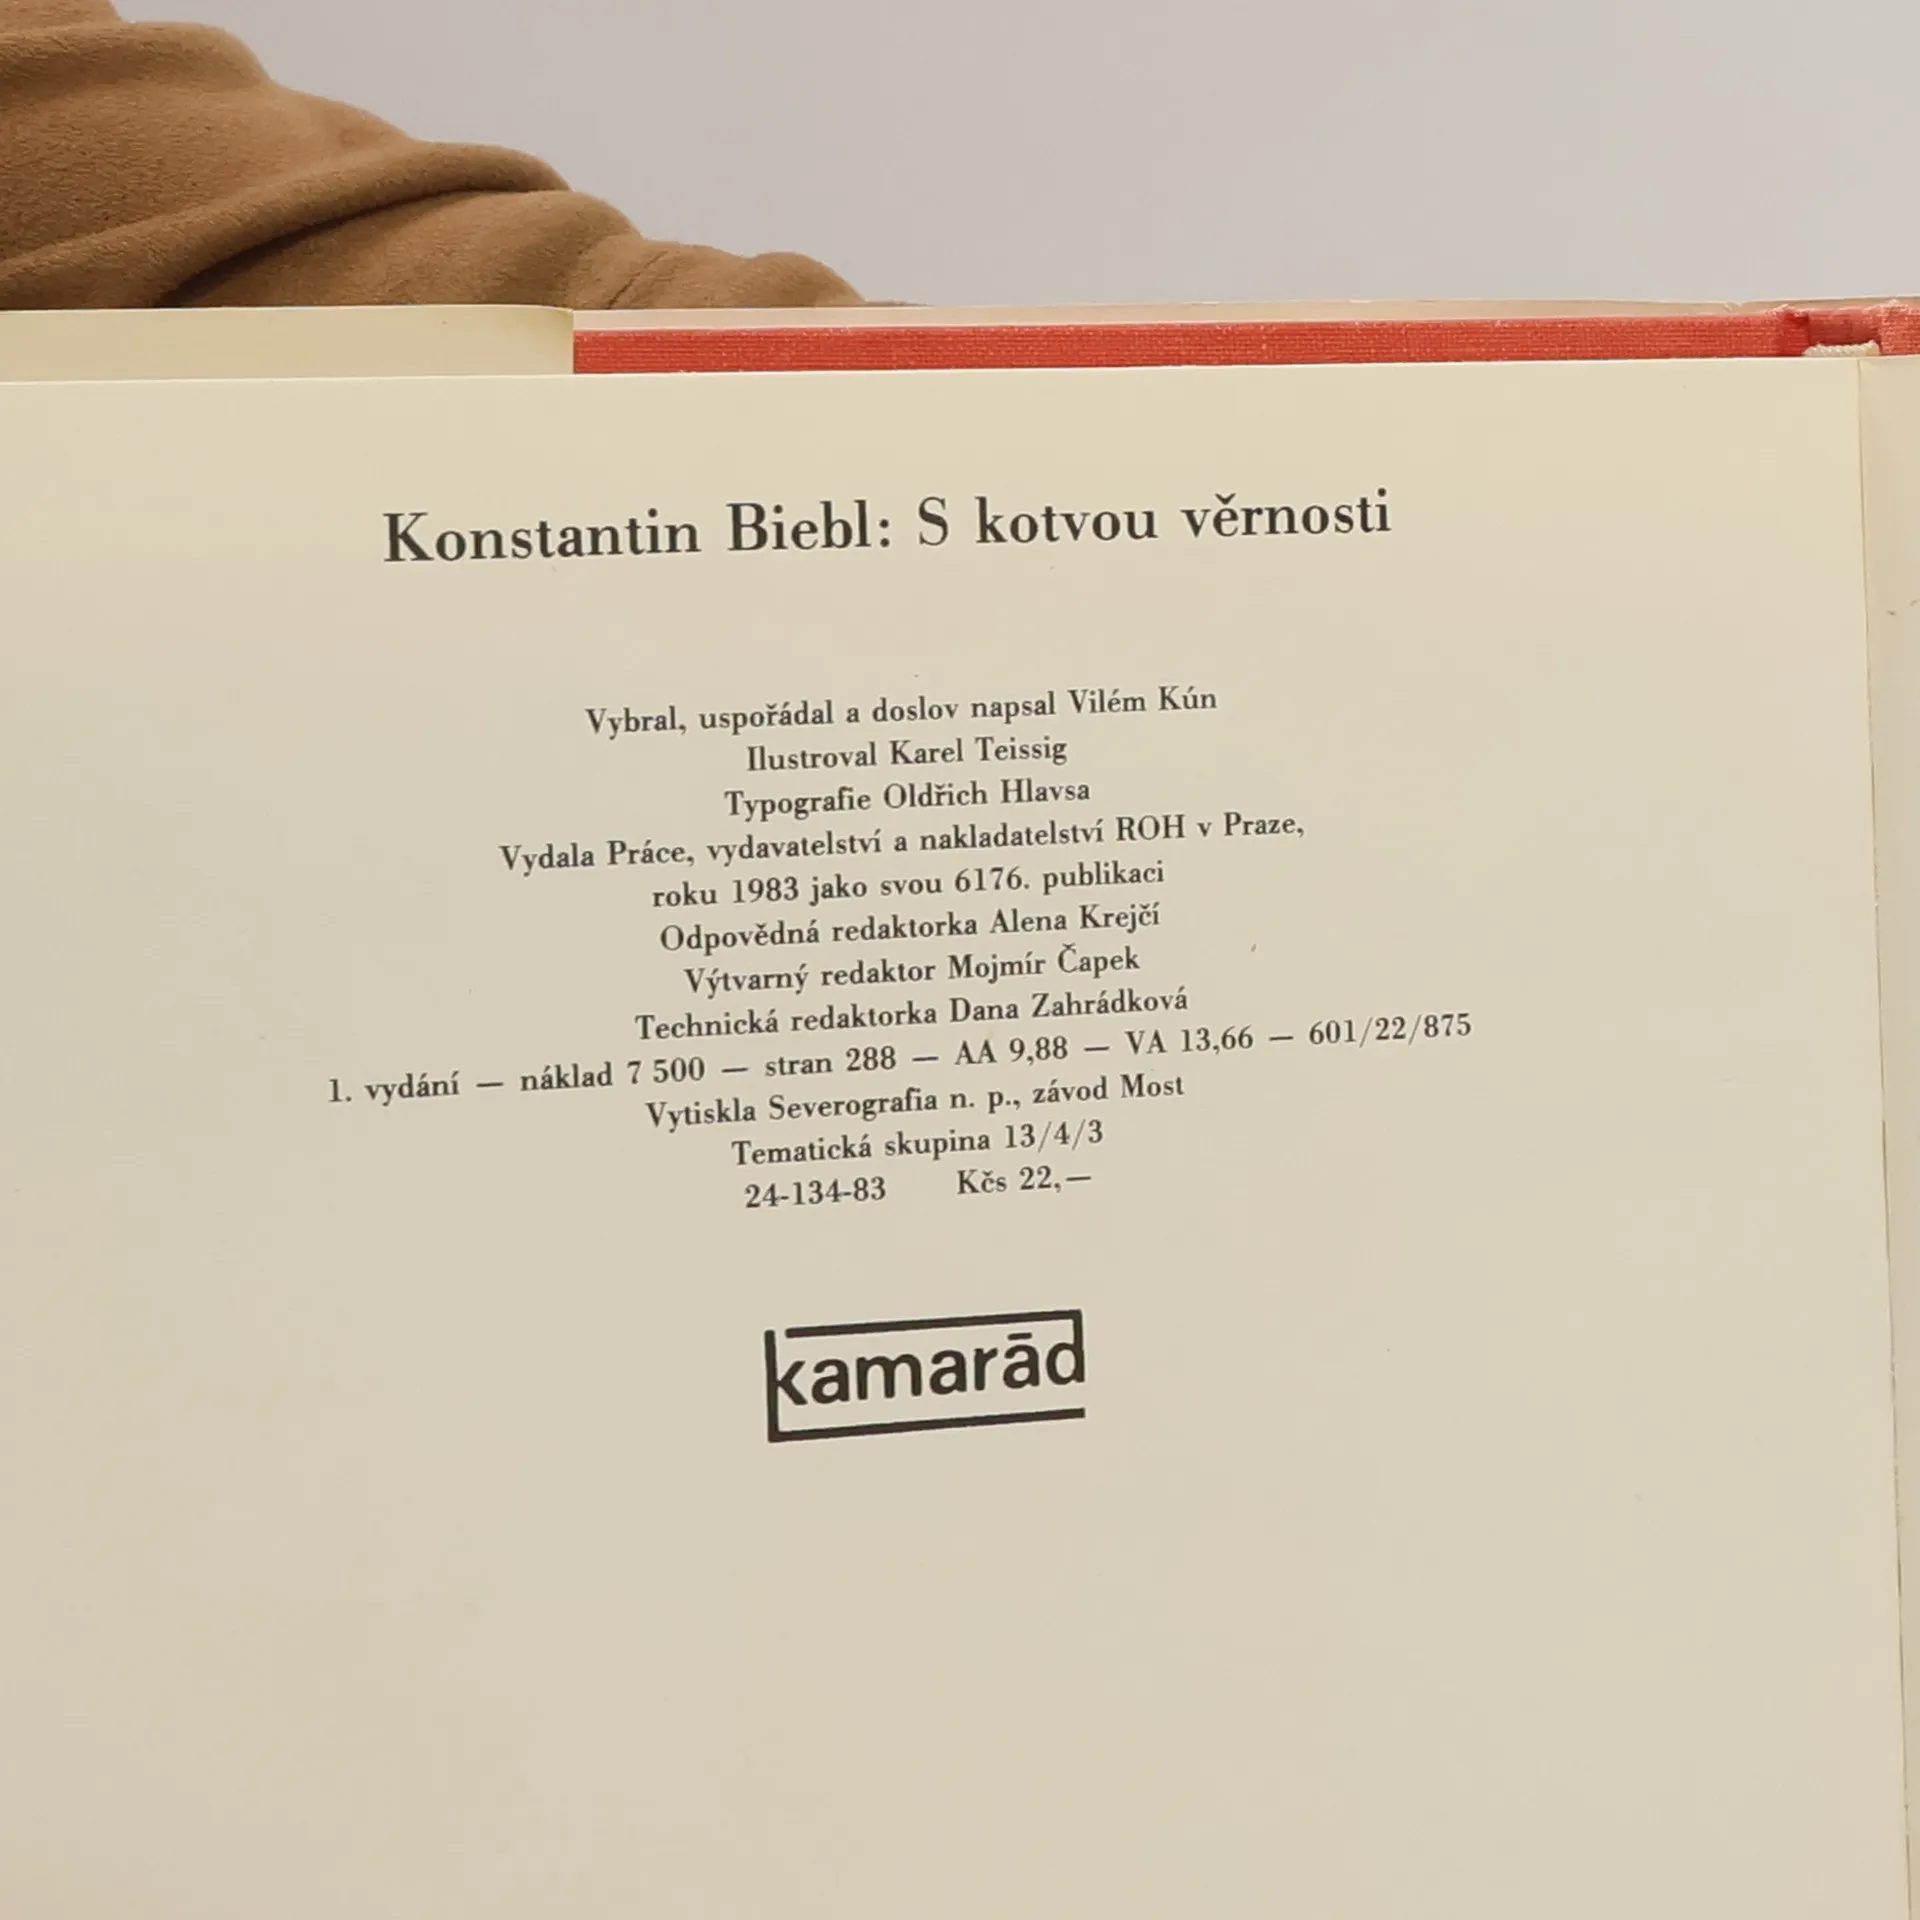 Konstantin Biebl: S kotvou věrnosti
Vybral, uspořádal a doslov napsal Vilém Kún
Ilustroval Karel Teissig
Typografie Oldřich Hlavsa
Vydala Práce, vydavatelství a nakladatelství ROH v Praze,
roku 1983 jako svou 6176. publikaci
Odpovědná redaktorka Alena Krejčí
Výtvarný redaktor Mojmír Čapek
Technická redaktorka Dana Zahrádková
1. vydání — náklad 7 500 — stran 288 — AA 9,88 — VA 13,66 — 601/22/875
Vytiskla Severografia n. p., závod Most
Tematická skupina 13/4/3
24-134-83 Kčs 22,—
kamarād